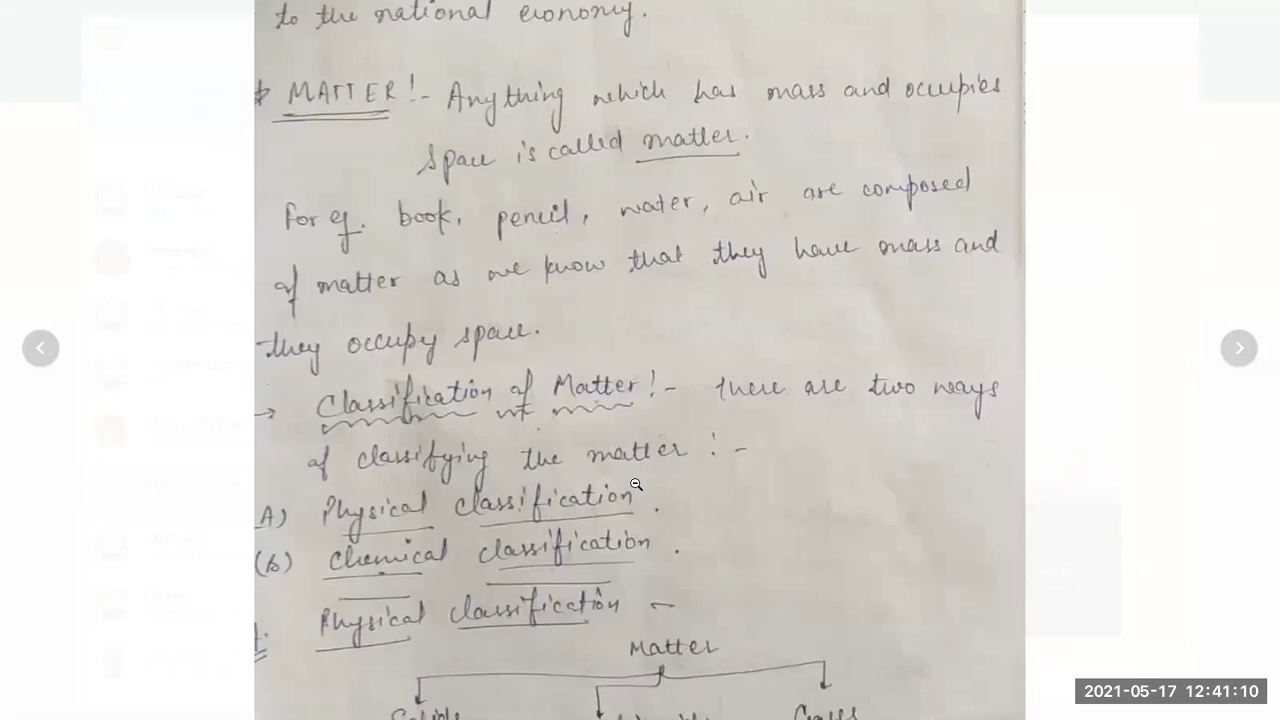 to the national economy.
* MATTER!- Anything which has mass and occupies
space is called matter.
For eg. book, pencil, water, air are composed
of matter as we know that they have mass and
they occupy space.
→ Classification of Matter!- There are two ways
of classifying the matter :-
A) Physical classification.
(B) Chemical classification.
Physical classification -
Matter
Gases
2021-05-17 12:41:10